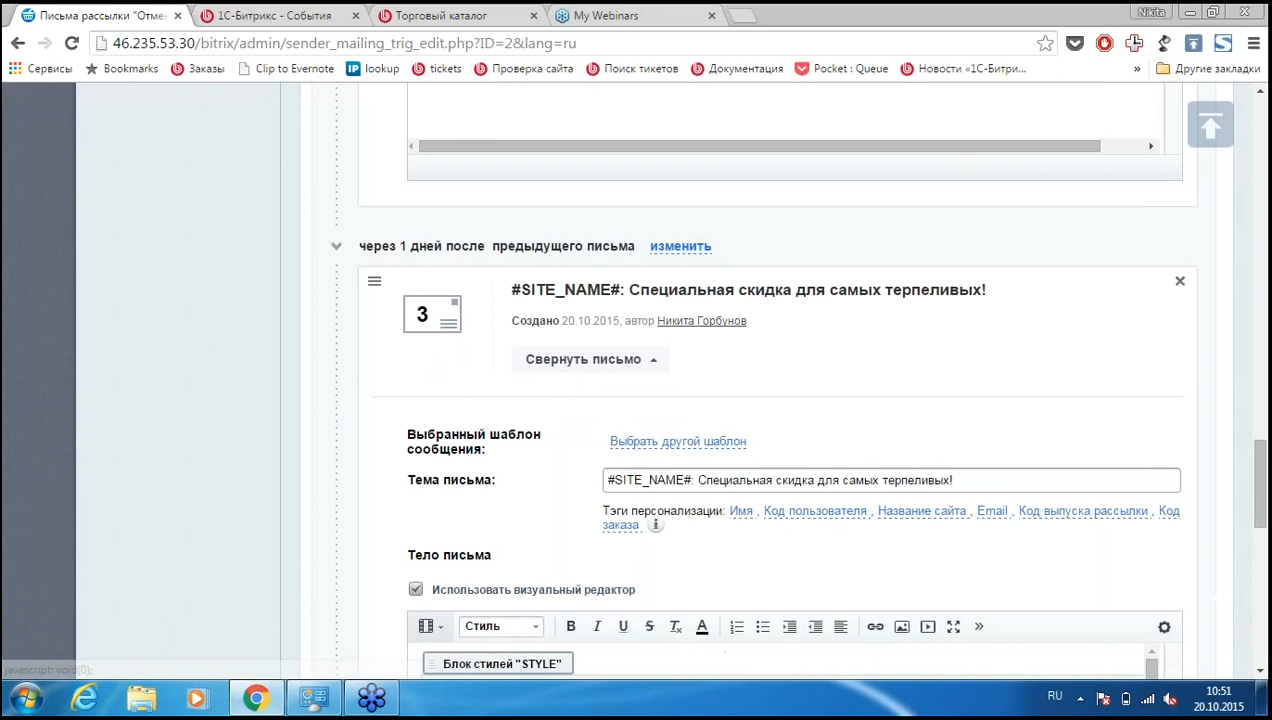 Письма рассылки "Отме
1С-Битрикс - События
Торговый каталог
My Webinars
Nikita
46.235.53.30/bitrix/admin/sender_mailing_trig_edit.php?ID=2&lang=ru
Сервисы
Bookmarks
Заказы
Clip to Evernote
IP lookup
tickets
Проверка сайта
Поиск тикетов
Документация
Pocket : Queue
Новости «1С-Битри...
»
Другие закладки
через 1 дней после предыдущего письма изменить
3
#SITE_NAME#: Специальная скидка для самых терпеливых!
Создано 20.10.2015, автор Никита Горбунов
Свернуть письмо
Выбранный шаблон
сообщения:
Выбрать другой шаблон
Тема письма:
#SITE_NAME#: Специальная скидка для самых терпеливых!
Тэги персонализации: Имя , Код пользователя , Название сайта , Email , Код выпуска рассылки , Код
заказа
Тело письма
Использовать визуальный редактор
Стиль
B I U S Tx A
»
Блок стилей "STYLE"
javascript: void(0);
RU
10:51
20.10.2015